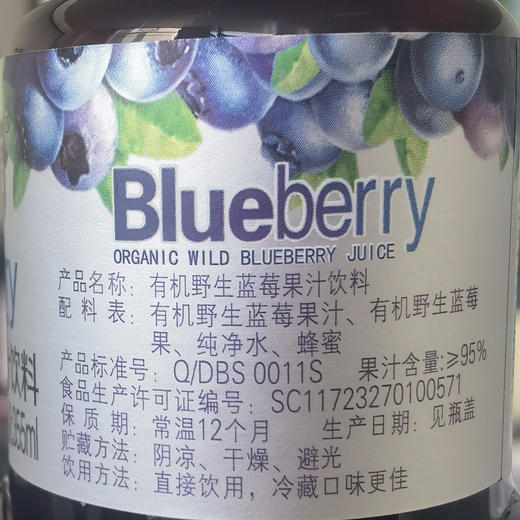 Blueberry
ORGANIC WILD BLUEBERRY JUICE
产品名称：有机野生蓝莓果汁饮料
配 料 表：有机野生蓝莓果汁、有机野生蓝莓
果、纯净水、蜂蜜
产品标准号：Q/DBS 0011S 果汁含量：≥95%
食品生产许可证编号：SC11723270100571
保 质 期：常温12个月 生产日期：见瓶盖
贮藏方法：阴凉、干燥、避光
饮用方法：直接饮用，冷藏口味更佳
ry
饮料
355ml